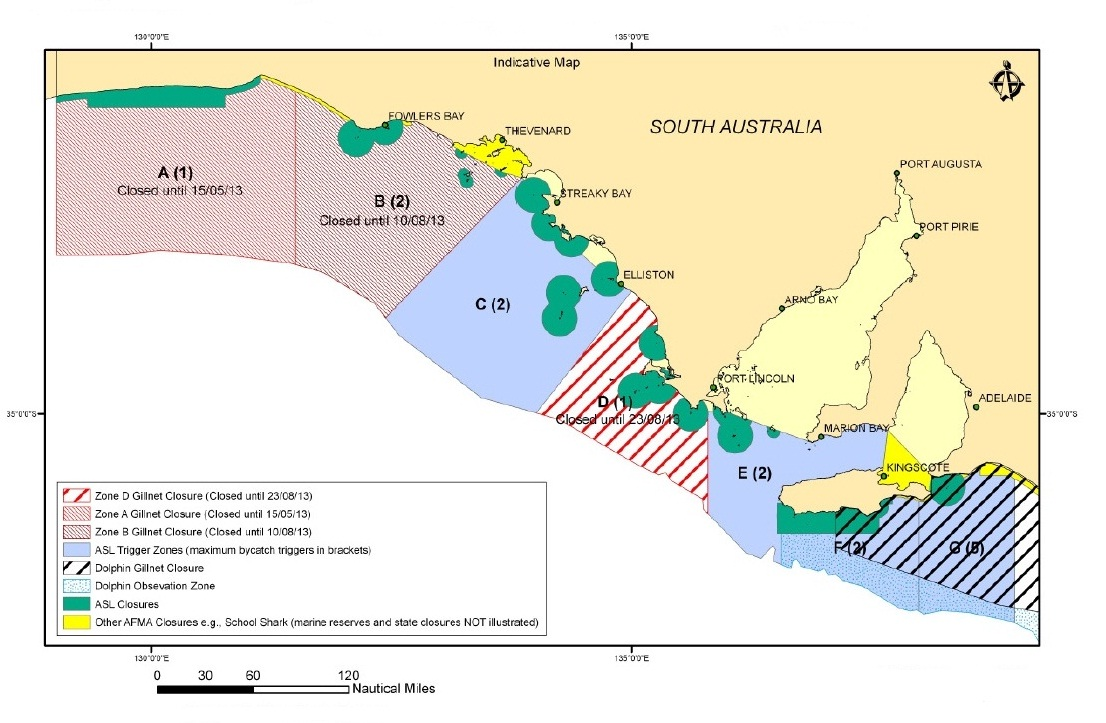 130°0'0"E
135°0'0"E
Indicative Map
SOUTH AUSTRALIA
FOWLERS BAY
THIEVENARD
PORT AUGUSTA
A (1)
Closed until 15/05/13
B (2)
Closed until 10/08/13
STREAKY BAY
PORT PIRIE
ELLISTON
C (2)
ARNO BAY
PORT LINCOLN
D (1)
Closed until 23/08/13
ADELAIDE
35°0'0"S
35°0'0"S
MARION BAY
E (2)
KINGSCOTE
F (2)
G (5)
Zone D Gillnet Closure (Closed until 23/08/13)
Zone A Gillnet Closure (Closed until 15/05/13)
Zone B Gillnet Closure (Closed until 10/08/13)
ASL Trigger Zones (maximum bycatch triggers in brackets)
Dolphin Gillnet Closure
Dolphin Obsevation Zone
ASL Closures
Other AFMA Closures e.g., School Shark (marine reserves and state closures NOT illustrated)
130°0'0"E
135°0'0"E
0 30 60 120
Nautical Miles